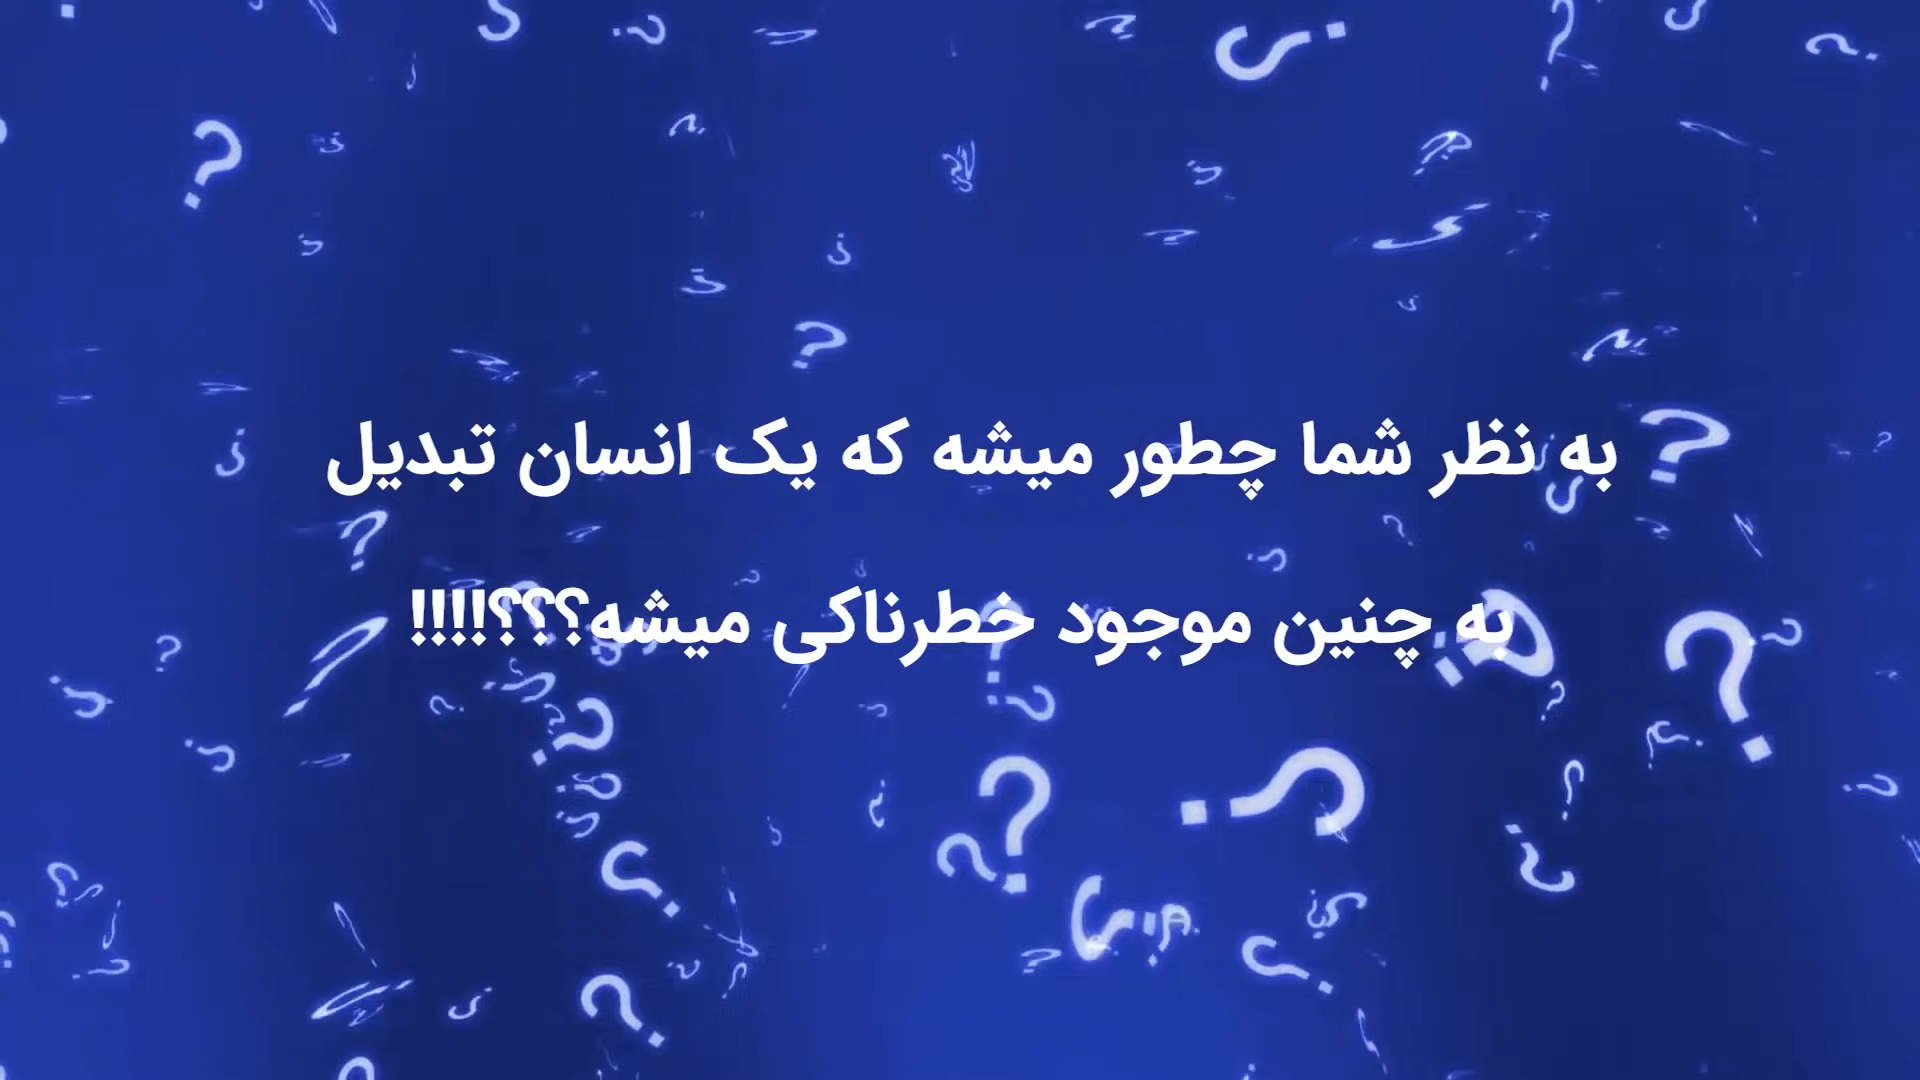 به نظر شما چطور میشه که یک انسان تبدیل
به چنین موجود خطرناکی میشه؟؟؟!!!!